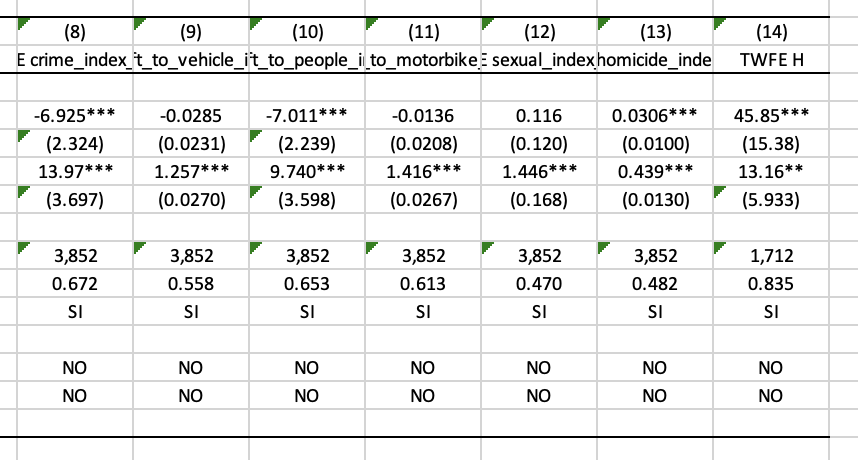 (8) (9) (10) (11) (12) (13) (14)
E crime_index_ ft_to_vehicle_i ft_to_people_i _to_motorbike_ E sexual_index homicide_inde TWFE H
-6.925*** -0.0285 -7.011*** -0.0136 0.116 0.0306*** 45.85***
(2.324) (0.0231) (2.239) (0.0208) (0.120) (0.0100) (15.38)
13.97*** 1.257*** 9.740*** 1.416*** 1.446*** 0.439*** 13.16**
(3.697) (0.0270) (3.598) (0.0267) (0.168) (0.0130) (5.933)
3,852 3,852 3,852 3,852 3,852 3,852 1,712
0.672 0.558 0.653 0.613 0.470 0.482 0.835
SI SI SI SI SI SI SI
NO NO NO NO NO NO NO
NO NO NO NO NO NO NO